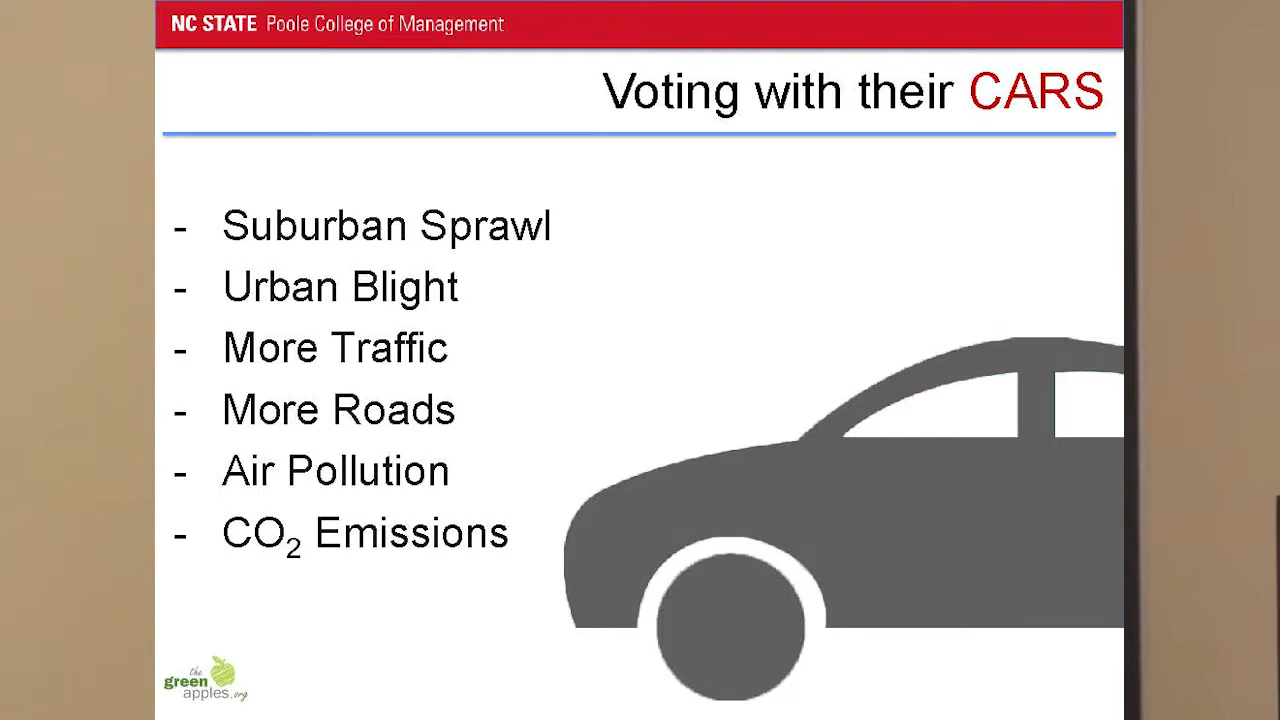 NC STATE Poole College of Management
Voting with their CARS
- Suburban Sprawl
- Urban Blight
- More Traffic
- More Roads
- Air Pollution
- CO₂ Emissions
the
green
apples.org